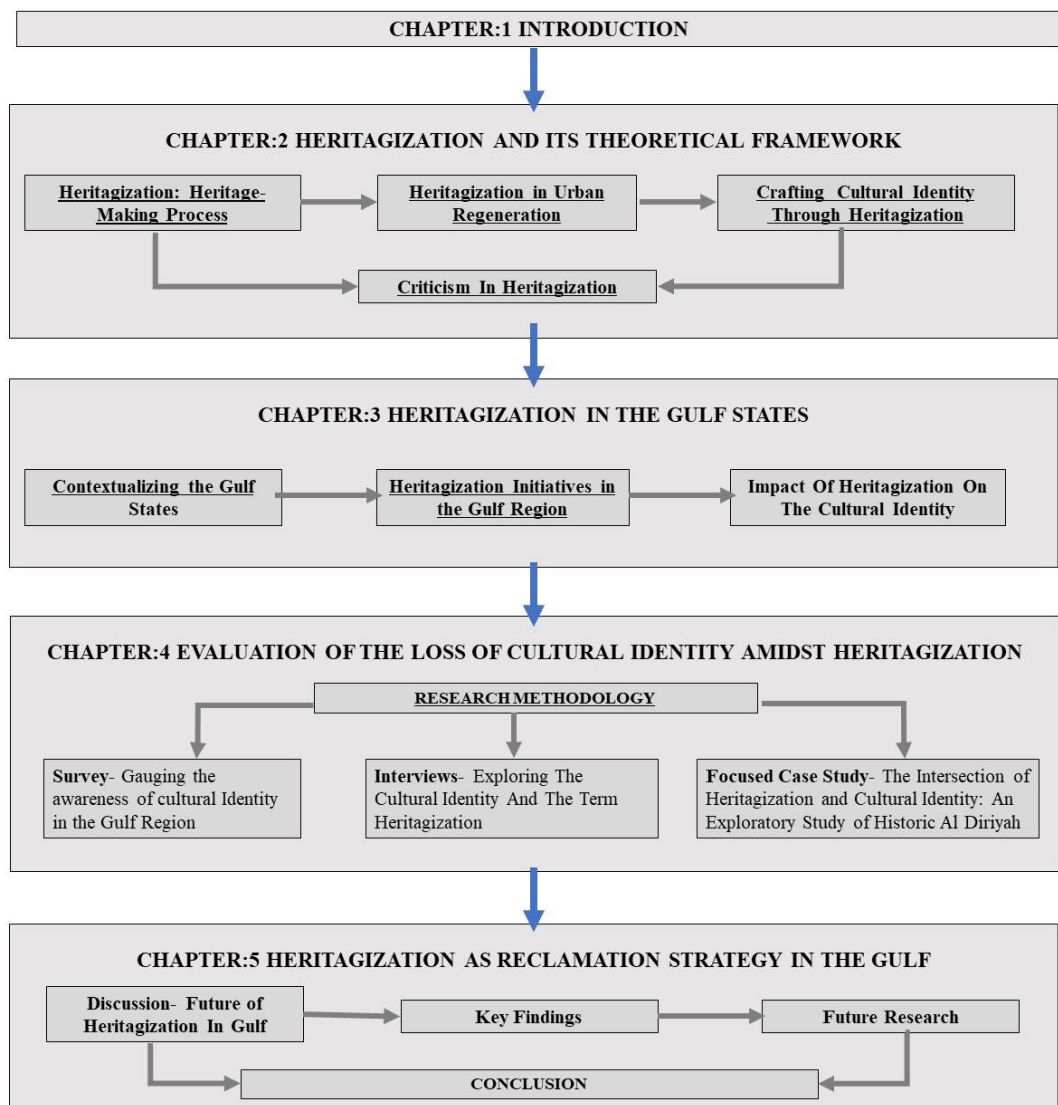 CHAPTER:1 INTRODUCTION
CHAPTER:2 HERITAGIZATION AND ITS THEORETICAL FRAMEWORK
Heritagization: Heritage-
Making Process
Heritagization in Urban
Regeneration
Crafting Cultural Identity
Through Heritagization
Criticism In Heritagization
CHAPTER:3 HERITAGIZATION IN THE GULF STATES
Contextualizing the Gulf
States
Heritagization Initiatives in
the Gulf Region
Impact Of Heritagization On
The Cultural Identity
CHAPTER:4 EVALUATION OF THE LOSS OF CULTURAL IDENTITY AMIDST HERITAGIZATION
RESEARCH METHODOLOGY
Survey- Gauging the
awareness of cultural Identity
in the Gulf Region
Interviews- Exploring The
Cultural Identity And The Term
Heritagization
Focused Case Study- The Intersection of
Heritagization and Cultural Identity: An
Exploratory Study of Historic Al Diriyah
CHAPTER:5 HERITAGIZATION AS RECLAMATION STRATEGY IN THE GULF
Discussion- Future of
Heritagization In Gulf
Key Findings
Future Research
CONCLUSION